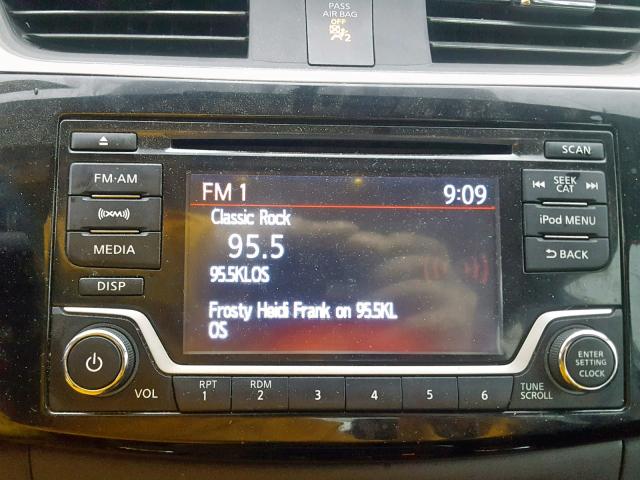 PASS
AIR BAG
OFF
2
SCAN
FM·AM
((XM))
MEDIA
DISP
FM 1 9:09
Classic Rock
95.5
95.5KLOS
Frosty Heidi Frank on 95.5KL
OS
SEEK
CAT
iPod MENU
BACK
VOL
RPT
1
RDM
2
3
4
5
6
TUNE
SCROLL
ENTER
SETTING
CLOCK